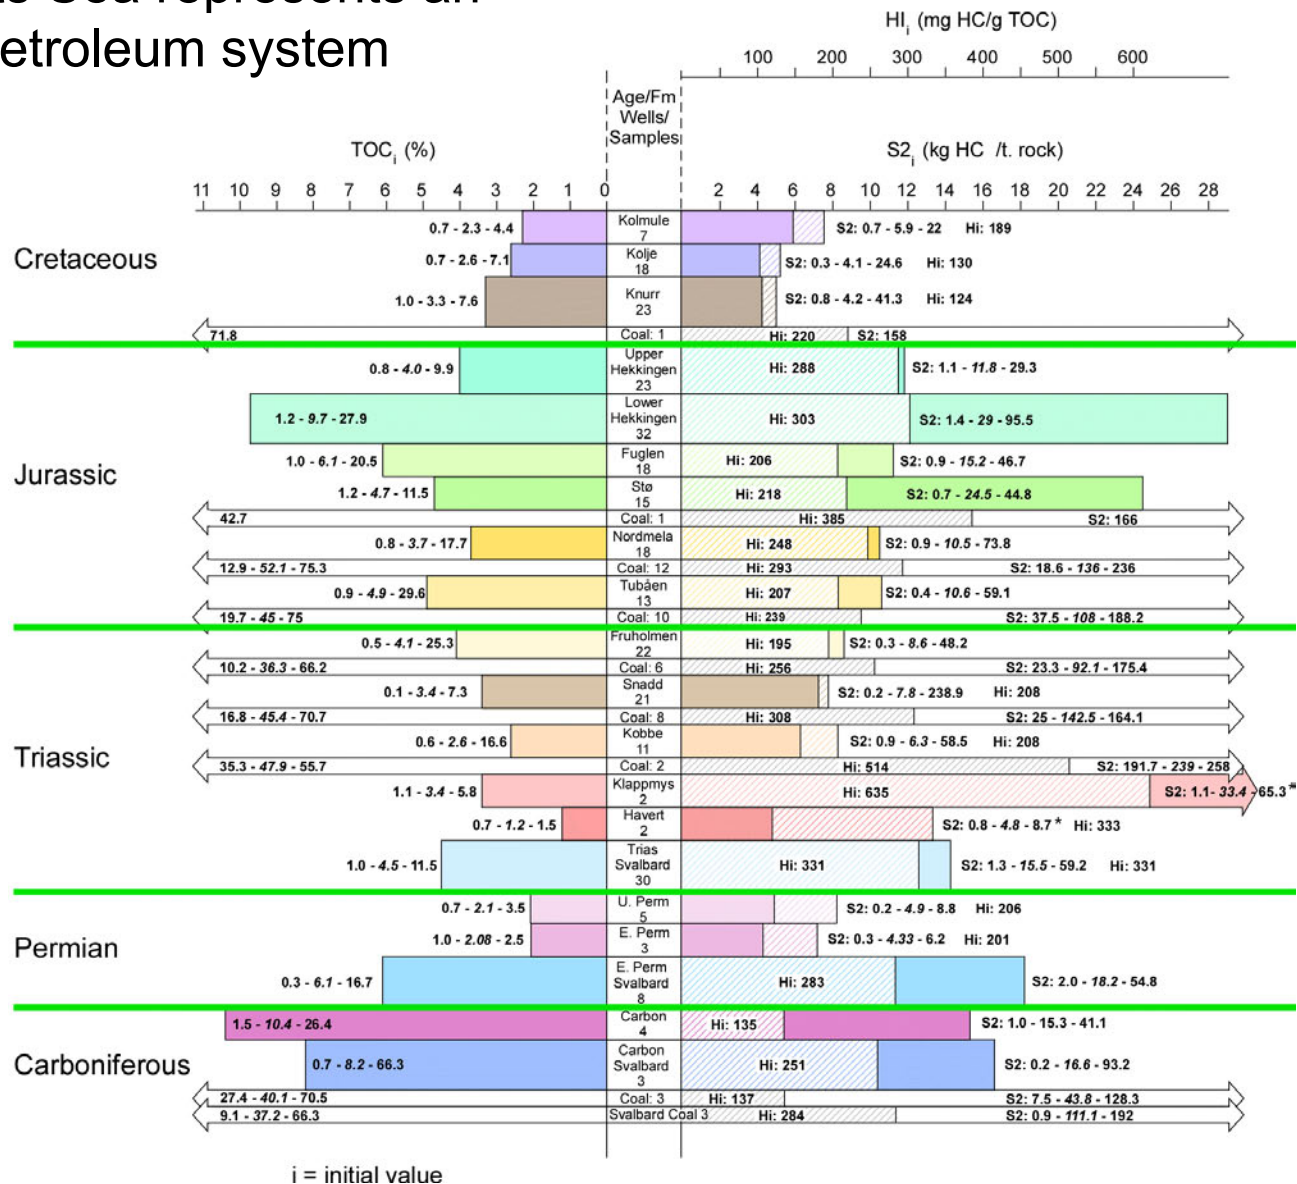 is Sea represents an
etroleum system
HIi (mg HC/g TOC)
100 200 300 400 600
Age/Fm
Wells/
Samples
TOCi (%)
S2i (kg HC /t. rock)
11 10 9 8 7 6 5 4 3 2 1 0
2 4 6 8 10 12 14 16 18 20 22 24 26 28
Cretaceous
0.7 - 2.3 - 4.4
Kolmule
7
S2: 0.7 - 5.9 - 22 Hi: 189
0.7 - 2.6 - 7.1
Kolje
18
S2: 0.3 - 4.1 - 24.6 Hi: 130
1.0 - 3.3 - 7.6
Knurr
23
S2: 0.8 - 4.2 - 41.3 Hi: 124
71.8
Coal: 1
Hi: 220
S2: 158
Jurassic
0.8 - 4.0 - 9.9
Upper
Hekkingen
23
Hi: 288
S2: 1.1 - 11.8 - 29.3
1.2 - 9.7 - 27.9
Lower
Hekkingen
32
Hi: 303
S2: 1.4 - 29 - 95.5
1.0 - 6.1 - 20.5
Fuglen
18
Hi: 206
S2: 0.9 - 15.2 - 46.7
1.2 - 4.7 - 11.5
Stø
15
Hi: 218
S2: 0.7 - 24.5 - 44.8
42.7
Coal: 1
Hi: 385
S2: 166
0.8 - 3.7 - 17.7
Nordmela
18
Hi: 248
S2: 0.9 - 10.5 - 73.8
12.9 - 52.1 - 75.3
Coal: 12
Hi: 293
S2: 18.6 - 136 - 236
0.9 - 4.9 - 29.6
Tubåen
13
Hi: 207
S2: 0.4 - 10.6 - 59.1
19.7 - 45 - 75
Coal: 10
Hi: 239
S2: 37.5 - 108 - 188.2
Triassic
0.5 - 4.1 - 25.3
Fruholmen
22
Hi: 195
S2: 0.3 - 8.6 - 48.2
10.2 - 36.3 - 66.2
Coal: 6
Hi: 256
S2: 23.3 - 92.1 - 175.4
0.1 - 3.4 - 7.3
Snadd
21
S2: 0.2 - 7.8 - 238.9 Hi: 208
16.8 - 45.4 - 70.7
Coal: 8
Hi: 308
S2: 25 - 142.5 - 164.1
0.6 - 2.6 - 16.6
Kobbe
11
S2: 0.9 - 6.3 - 58.5 Hi: 208
35.3 - 47.9 - 55.7
Coal: 2
Hi: 514
S2: 191.7 - 239 - 258
1.1 - 3.4 - 5.8
Klappmys
2
Hi: 635
S2: 1.1- 33.4 - 65.3*
0.7 - 1.2 - 1.5
Havert
2
S2: 0.8 - 4.8 - 8.7* Hi: 333
1.0 - 4.5 - 11.5
Trias
Svalbard
30
Hi: 331
S2: 1.3 - 15.5 - 59.2 Hi: 331
Permian
0.7 - 2.1 - 3.5
U. Perm
5
S2: 0.2 - 4.9 - 8.8 Hi: 206
1.0 - 2.08 - 2.5
E. Perm
3
S2: 0.3 - 4.33 - 6.2 Hi: 201
0.3 - 6.1 - 16.7
E. Perm
Svalbard
8
Hi: 283
S2: 2.0 - 18.2 - 54.8
Carboniferous
1.5 - 10.4 - 26.4
Carbon
4
Hi: 135
S2: 1.0 - 15.3 - 41.1
0.7 - 8.2 - 66.3
Carbon
Svalbard
3
Hi: 251
S2: 0.2 - 16.6 - 93.2
27.4 - 40.1 - 70.5
Coal: 3
Hi: 137
S2: 7.5 - 43.8 - 128.3
9.1 - 37.2 - 66.3
Svalbard Coal 3
Hi: 284
S2: 0.9 - 111.1 - 192
i = initial value